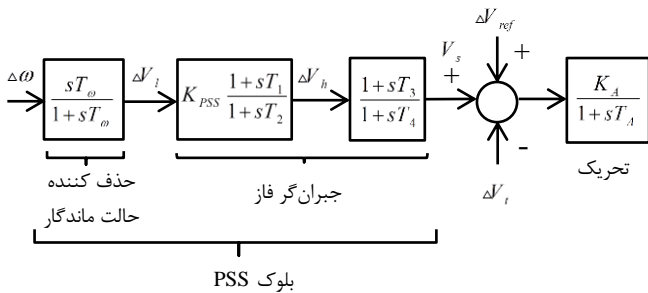 Δω
sT_ω / 1+sT_ω
ΔV_l
K_PSS 1+sT_1 / 1+sT_2
ΔV_h
1+sT_3 / 1+sT_4
V_s
+
ΔV_ref
+
-
ΔV_t
K_A / 1+sT_A
تحریک
حذف کننده
حالت ماندگار
جبران‌گر فاز
بلوک PSS